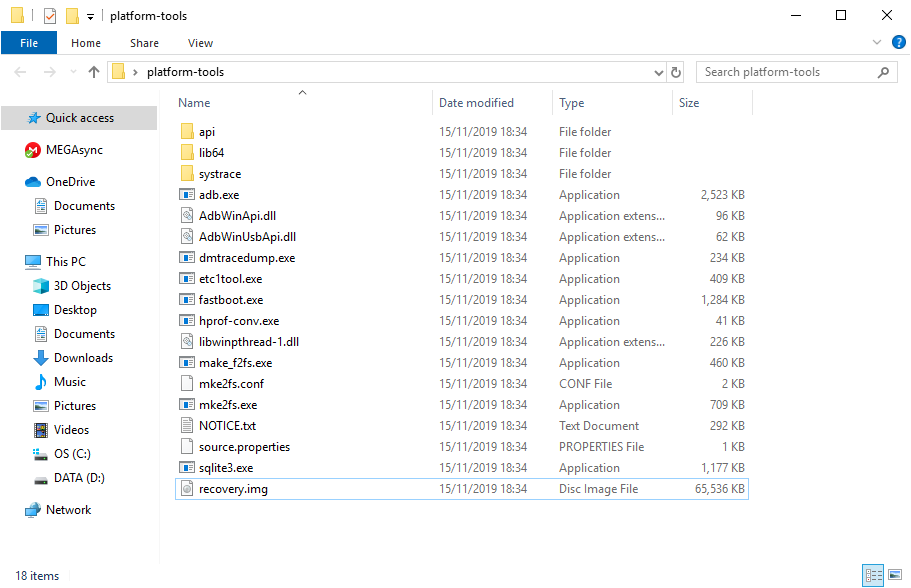 platform-tools
File Home Share View
platform-tools Search platform-tools
Name Date modified Type Size
Quick access
MEGAsync
OneDrive
Documents
Pictures
This PC
3D Objects
Desktop
Documents
Downloads
Music
Pictures
Videos
OS (C:)
DATA (D:)
Network
api 15/11/2019 18:34 File folder
lib64 15/11/2019 18:34 File folder
systrace 15/11/2019 18:34 File folder
adb.exe 15/11/2019 18:34 Application 2,523 KB
AdbWinApi.dll 15/11/2019 18:34 Application extens... 96 KB
AdbWinUsbApi.dll 15/11/2019 18:34 Application extens... 62 KB
dmtracedump.exe 15/11/2019 18:34 Application 234 KB
etc1tool.exe 15/11/2019 18:34 Application 409 KB
fastboot.exe 15/11/2019 18:34 Application 1,284 KB
hprof-conv.exe 15/11/2019 18:34 Application 41 KB
libwinpthread-1.dll 15/11/2019 18:34 Application extens... 226 KB
make_f2fs.exe 15/11/2019 18:34 Application 460 KB
mke2fs.conf 15/11/2019 18:34 CONF File 2 KB
mke2fs.exe 15/11/2019 18:34 Application 709 KB
NOTICE.txt 15/11/2019 18:34 Text Document 292 KB
source.properties 15/11/2019 18:34 PROPERTIES File 1 KB
sqlite3.exe 15/11/2019 18:34 Application 1,177 KB
recovery.img 15/11/2019 18:34 Disc Image File 65,536 KB
18 items